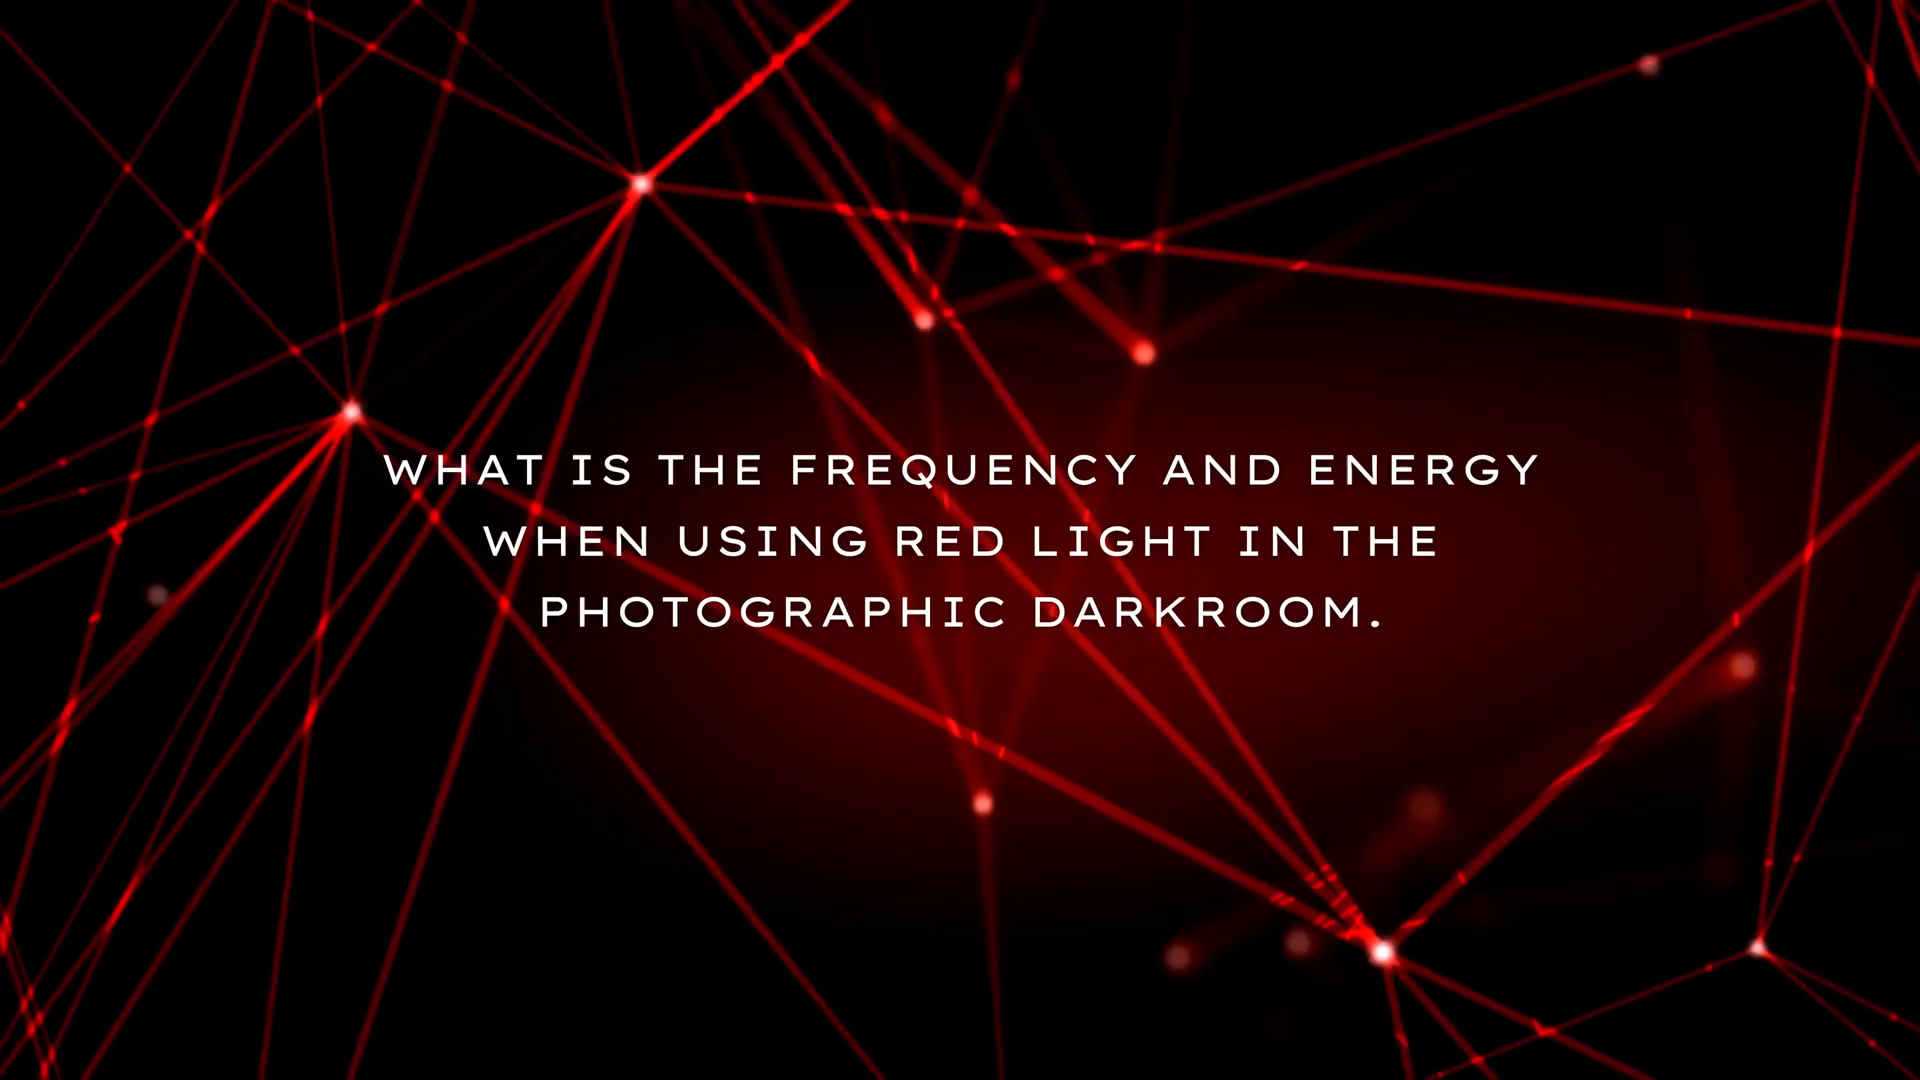 WHAT IS THE FREQUENCY AND ENERGY
WHEN USING RED LIGHT IN THE
PHOTOGRAPHIC DARKROOM.